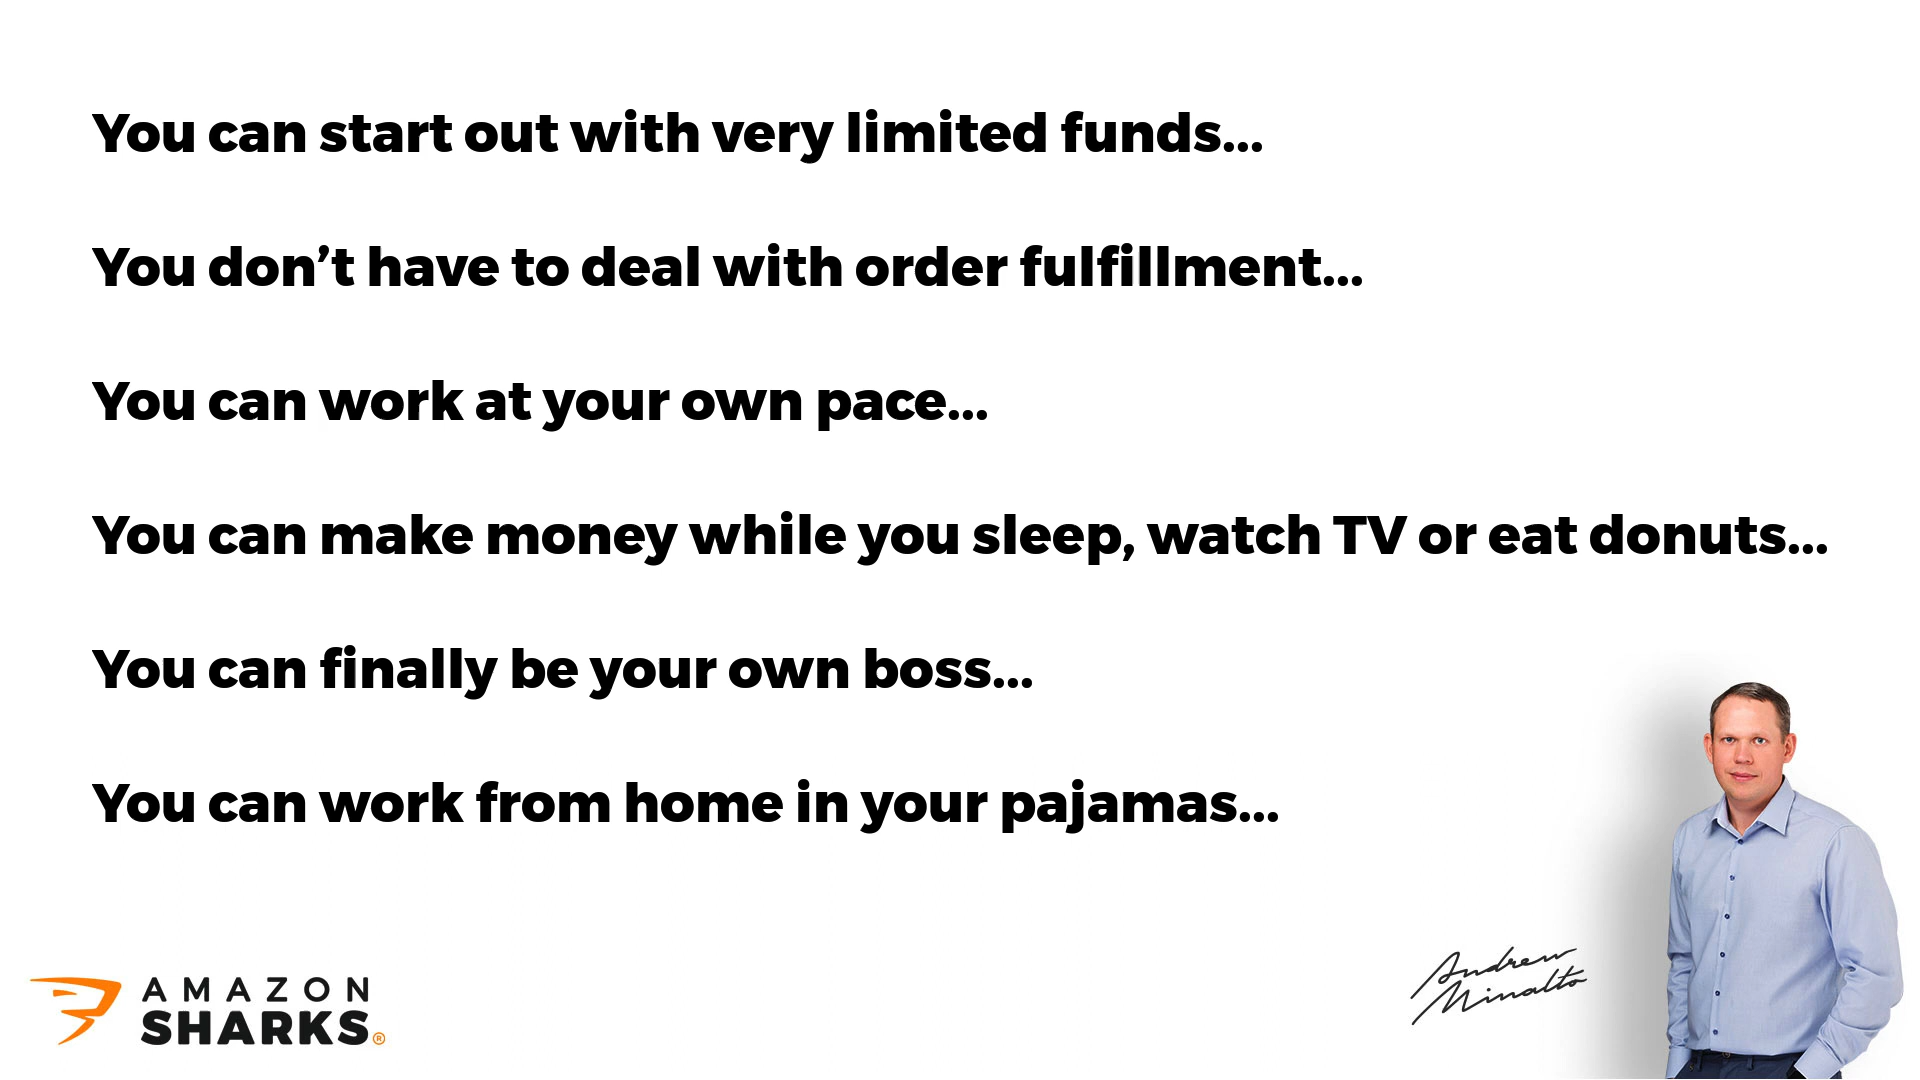 You can start out with very limited funds...
You don’t have to deal with order fulfillment...
You can work at your own pace...
You can make money while you sleep, watch TV or eat donuts...
You can finally be your own boss...
You can work from home in your pajamas...
Andrew
Minalto
AMAZON
SHARKS®